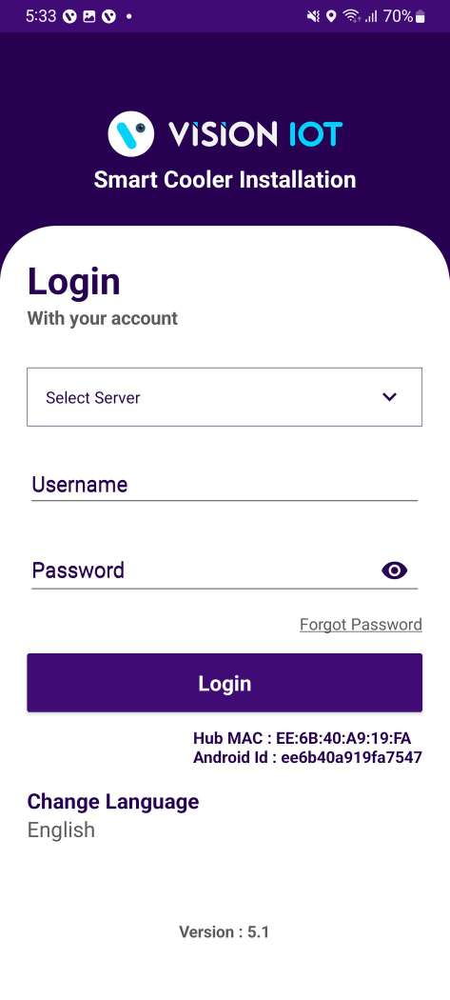 5:33 70%
VISION IOT
Smart Cooler Installation
Login
With your account
Select Server
Username
Password
Forgot Password
Login
Hub MAC : EE:6B:40:A9:19:FA
Android Id : ee6b40a919fa7547
Change Language
English
Version : 5.1